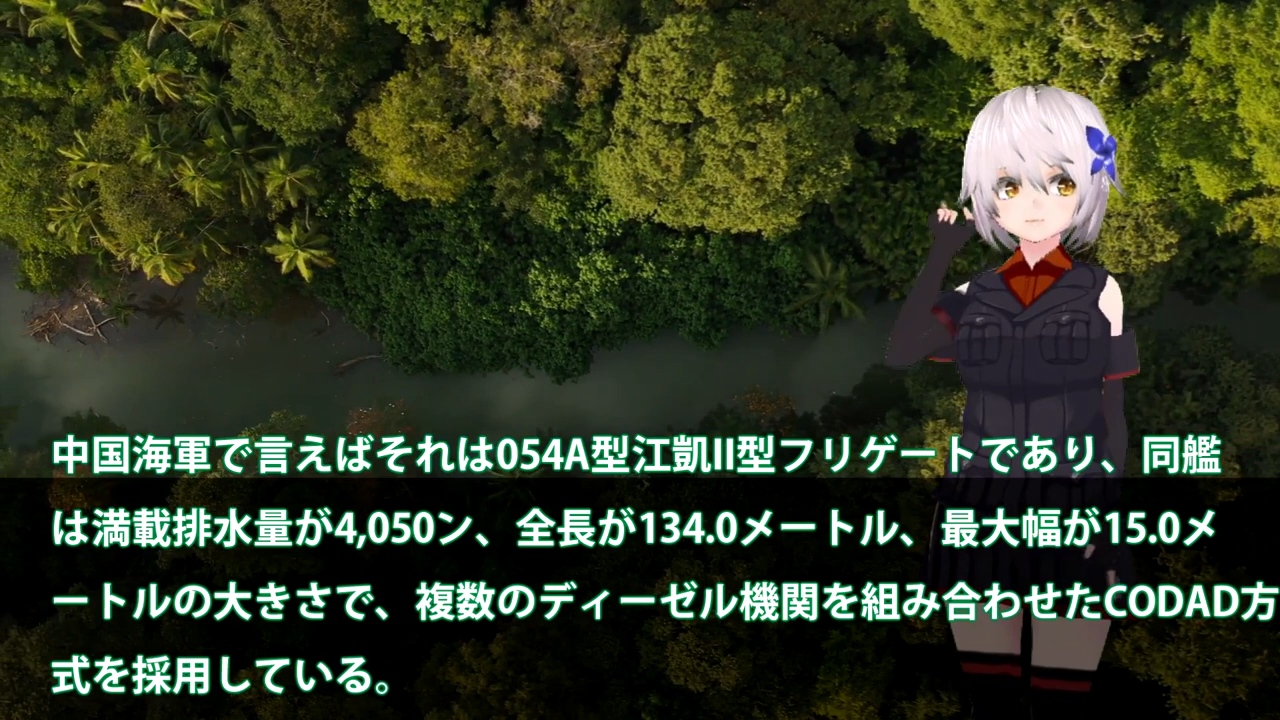 中国海軍で言えばそれは054A型江凱II型フリゲートであり、同艦
は満載排水量が4,050ン、全長が134.0メートル、最大幅が15.0メ
ートルの大きさで、複数のディーゼル機関を組み合わせたCODAD方
式を採用している。